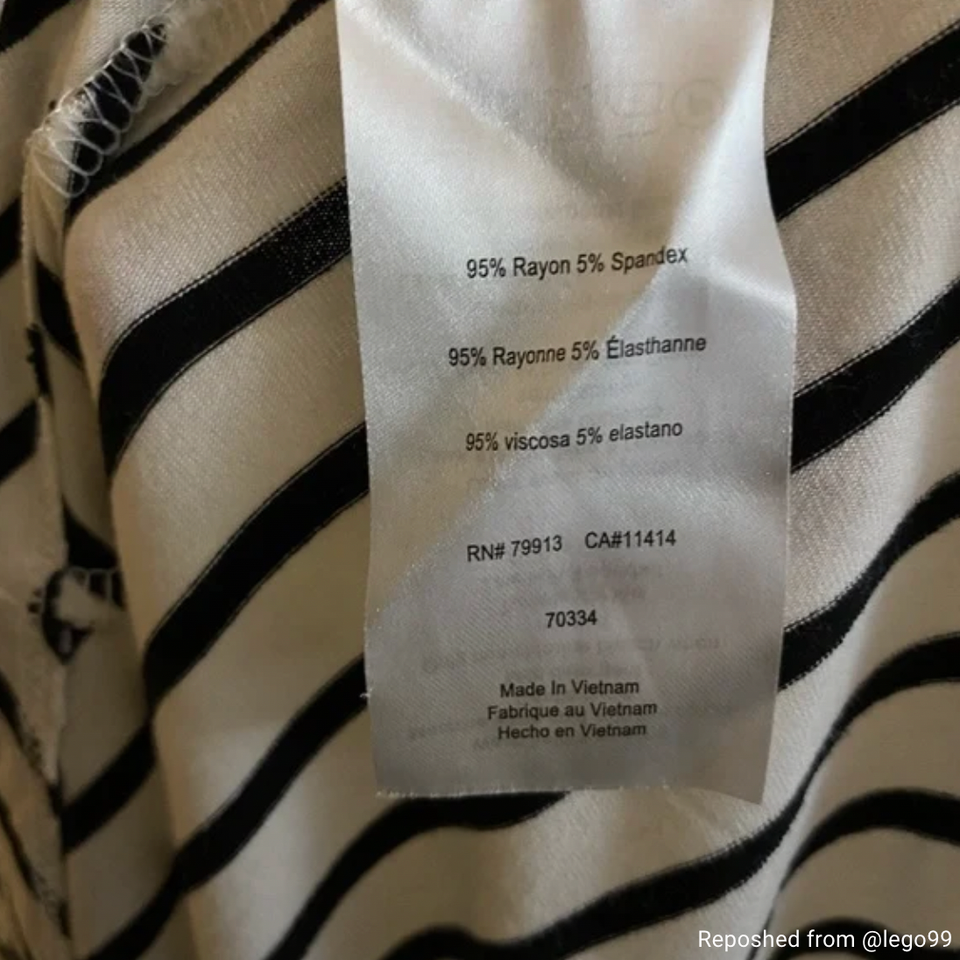 95% Rayon 5% Spandex
95% Rayonne 5% Élasthanne
95% viscosa 5% elastano
RN# 79913 CA#11414
70334
Made In Vietnam
Fabrique au Vietnam
Hecho en Vietnam
Reposhed from @lego99